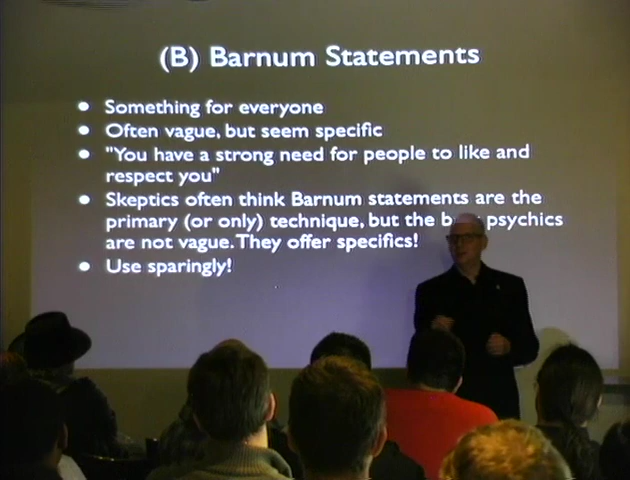 (B) Barnum Statements
Something for everyone
Often vague, but seem specific
"You have a strong need for people to like and
respect you"
Skeptics often think Barnum statements are the
primary (or only) technique, but the psychics
are not vague. They offer specifics!
Use sparingly!